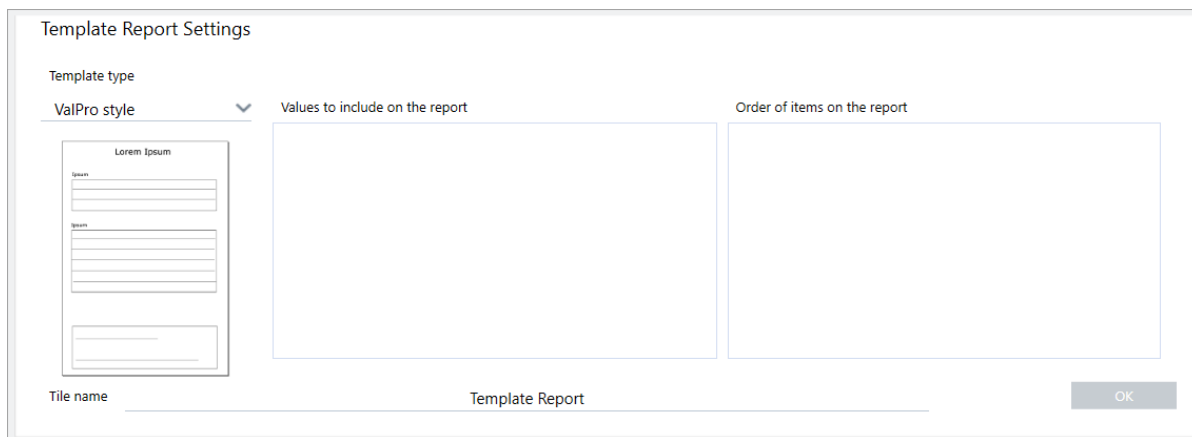 Template Report Settings
Template type
ValPro style
Values to include on the report
Order of items on the report
Lorem Ipsum
Ipsum
Ipsum
Tile name
Template Report
OK